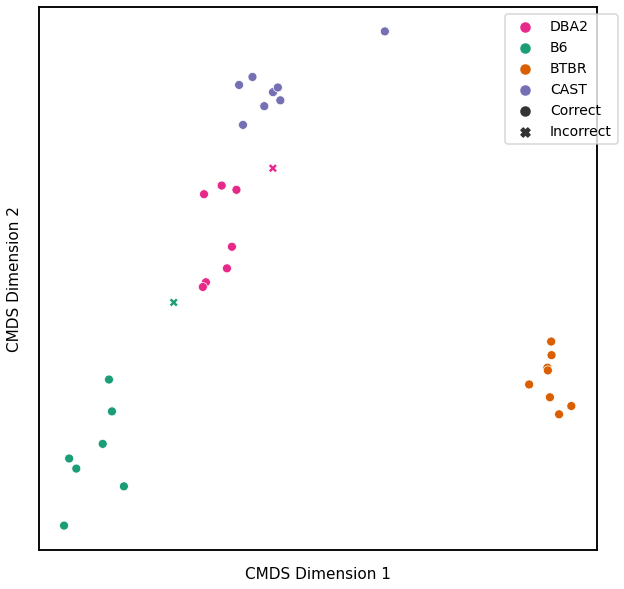 DBA2
B6
BTBR
CAST
Correct
Incorrect
CMDS Dimension 2
CMDS Dimension 1